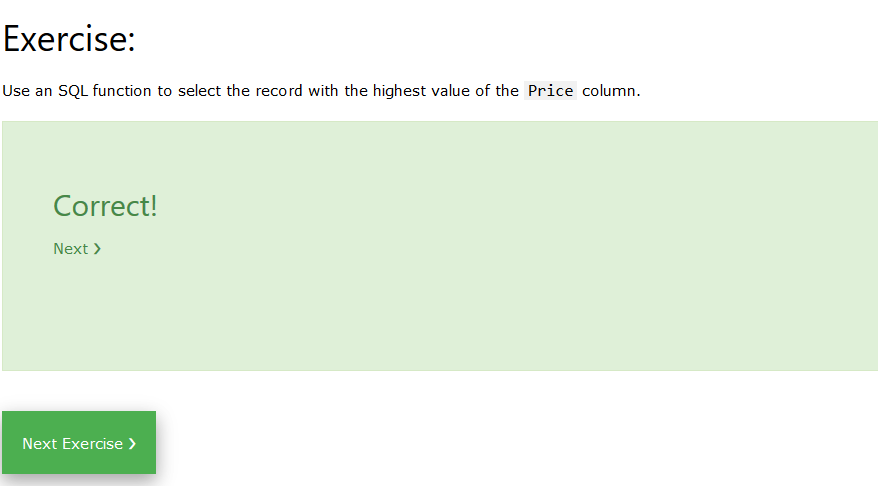 Exercise:
Use an SQL function to select the record with the highest value of the Price column.
Correct!
Next ❯
Next Exercise ❯